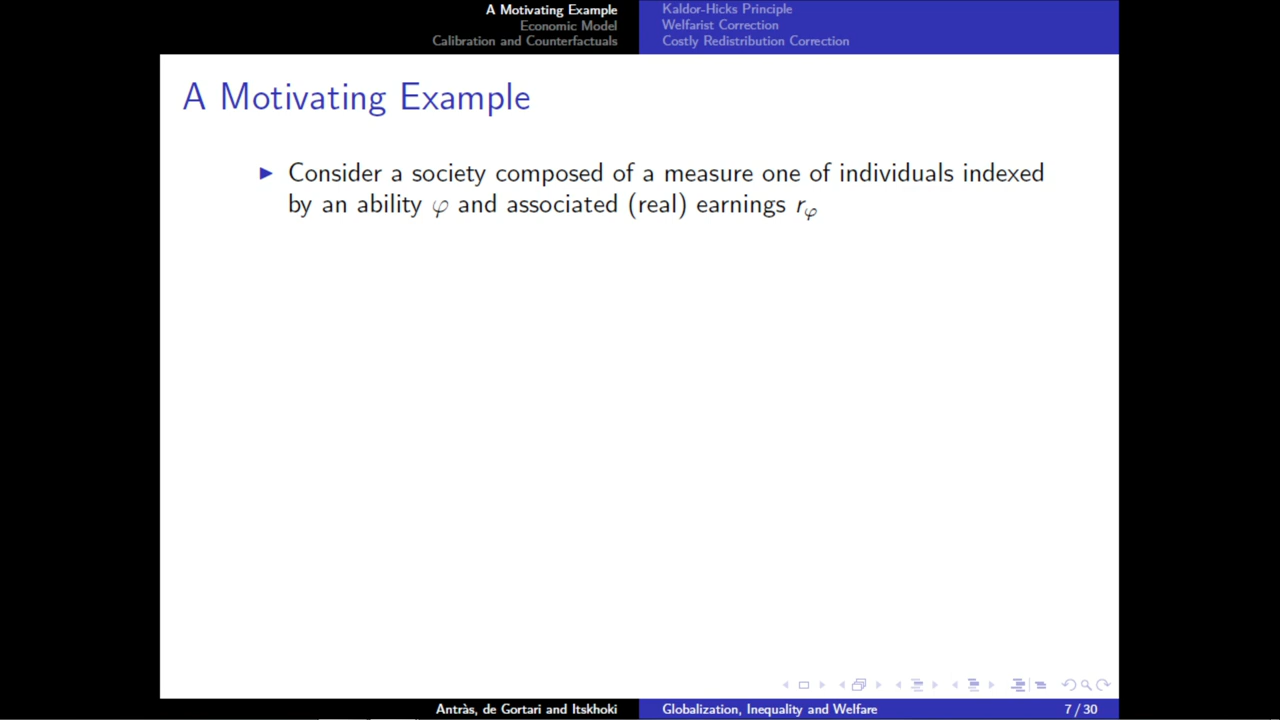 A Motivating Example
Economic Model
Calibration and Counterfactuals
Kaldor-Hicks Principle
Welfarist Correction
Costly Redistribution Correction
A Motivating Example
► Consider a society composed of a measure one of individuals indexed
by an ability φ and associated (real) earnings rφ
Antràs, de Gortari and Itskhoki
Globalization, Inequality and Welfare
7 / 30